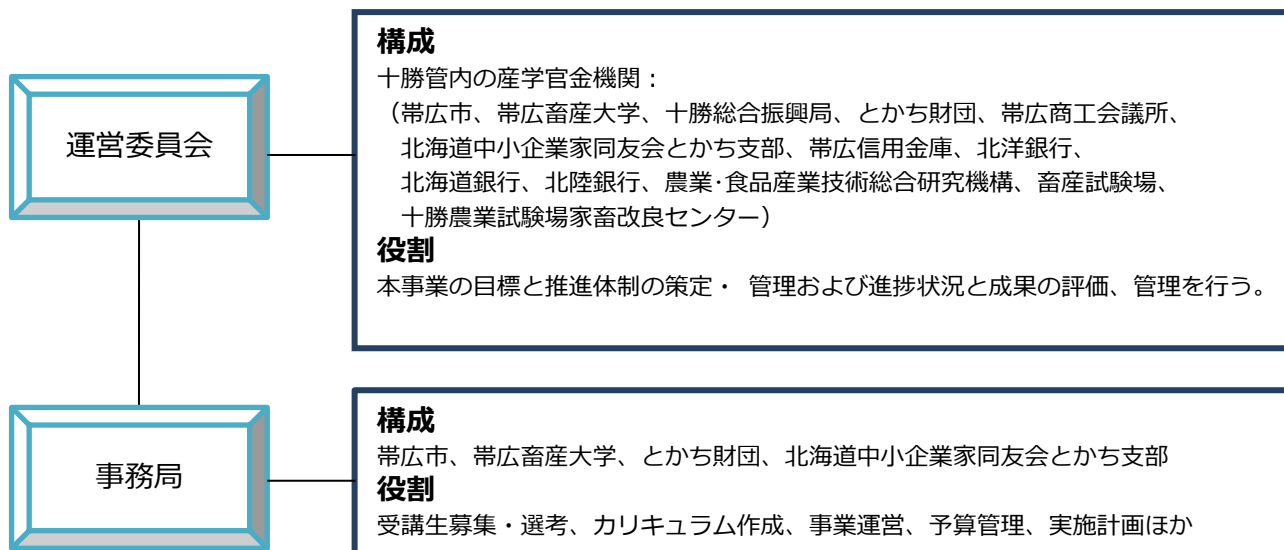 運営委員会
構成
十勝管内の産学官金機関：
（帯広市、帯広畜産大学、十勝総合振興局、とかち財団、帯広商工会議所、
北海道中小企業家同友会とかち支部、帯広信用金庫、北洋銀行、
北海道銀行、北陸銀行、農業･食品産業技術総合研究機構、畜産試験場、
十勝農業試験場家畜改良センター）
役割
本事業の目標と推進体制の策定・ 管理および進捗状況と成果の評価、管理を行う。
事務局
構成
帯広市、帯広畜産大学、とかち財団、北海道中小企業家同友会とかち支部
役割
受講生募集・選考、カリキュラム作成、事業運営、予算管理、実施計画ほか